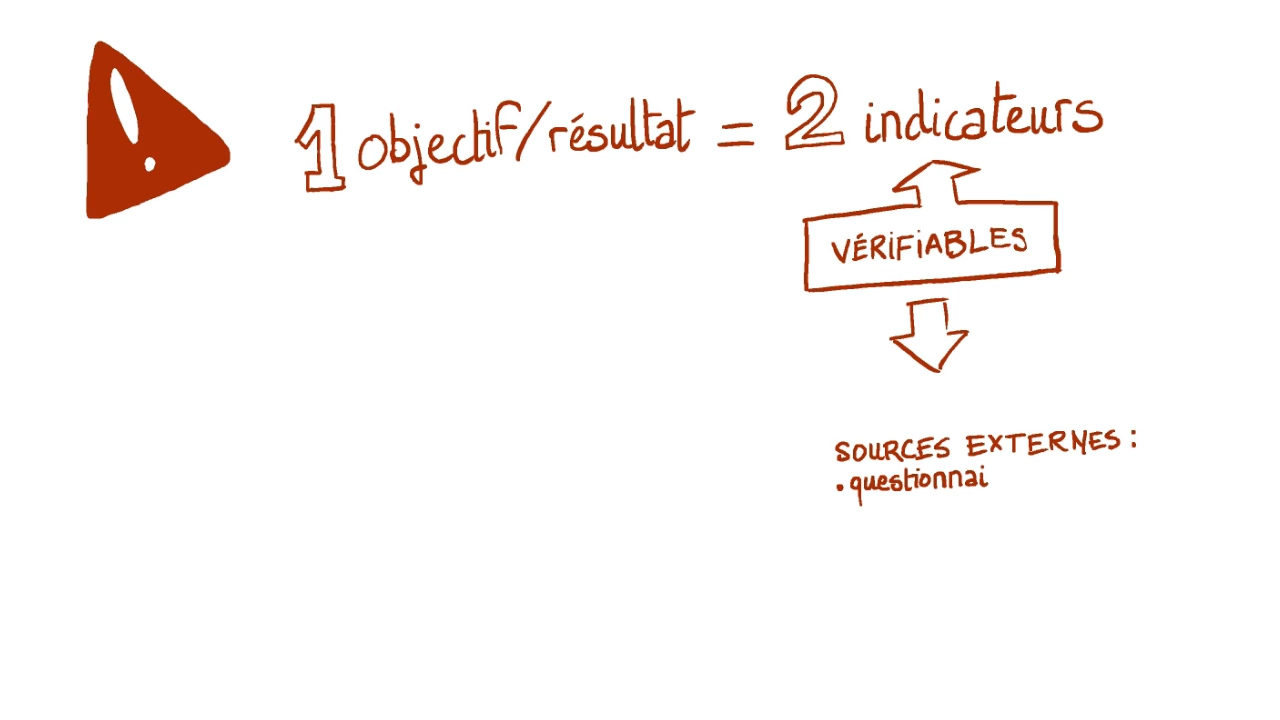 1 objectif/résultat = 2 indicateurs
VÉRiFiABLES
SOURCES EXTERNES :
• questionnai